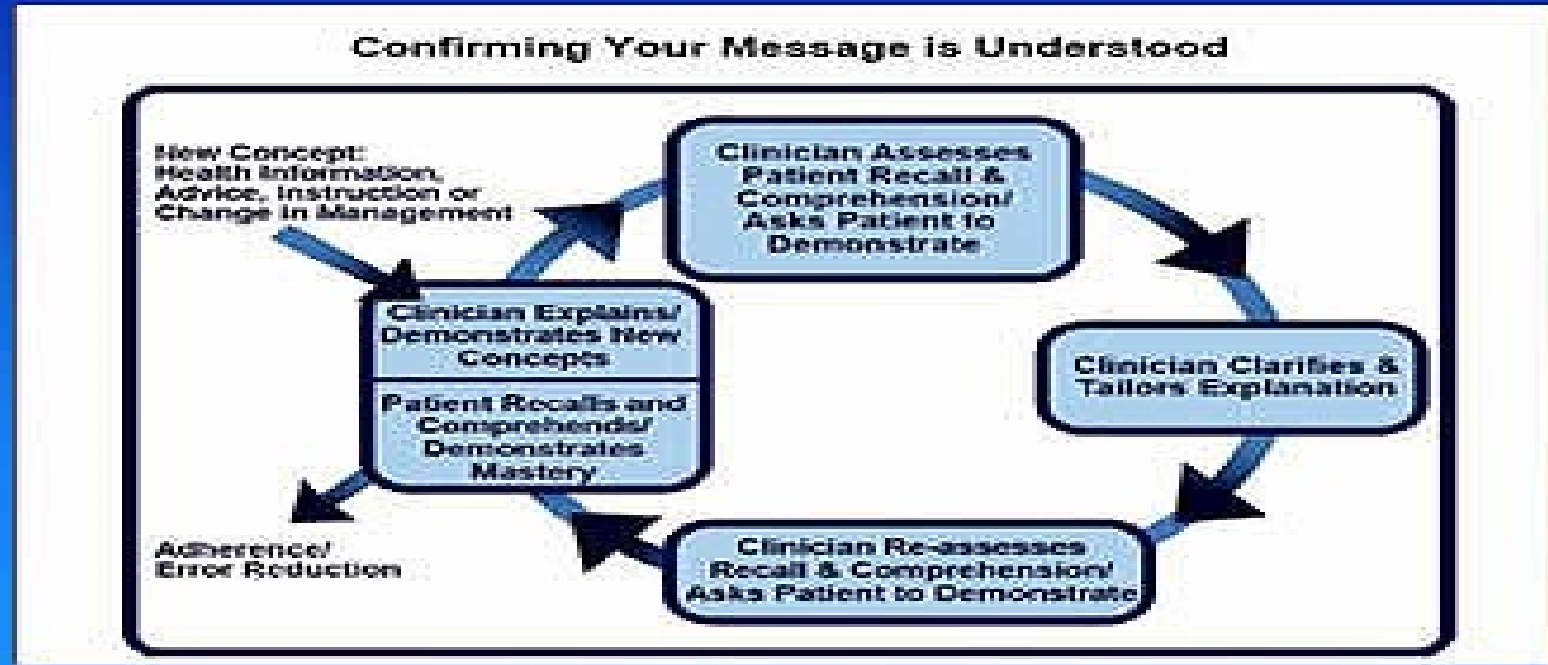 Confirming Your Message is Understood
New Concept:
Health Information,
Advice, Instruction or
Change in Management
Clinician Explains/
Demonstrates New
Concepts
Clinician Assesses
Patient Recall &
Comprehension/
Asks Patient to
Demonstrate
Clinician Clarifies &
Tailors Explanation
Clinician Re-assesses
Recall & Comprehension/
Asks Patient to Demonstrate
Patient Recalls and
Comprehends/
Demonstrates
Mastery
Adherence/
Error Reduction